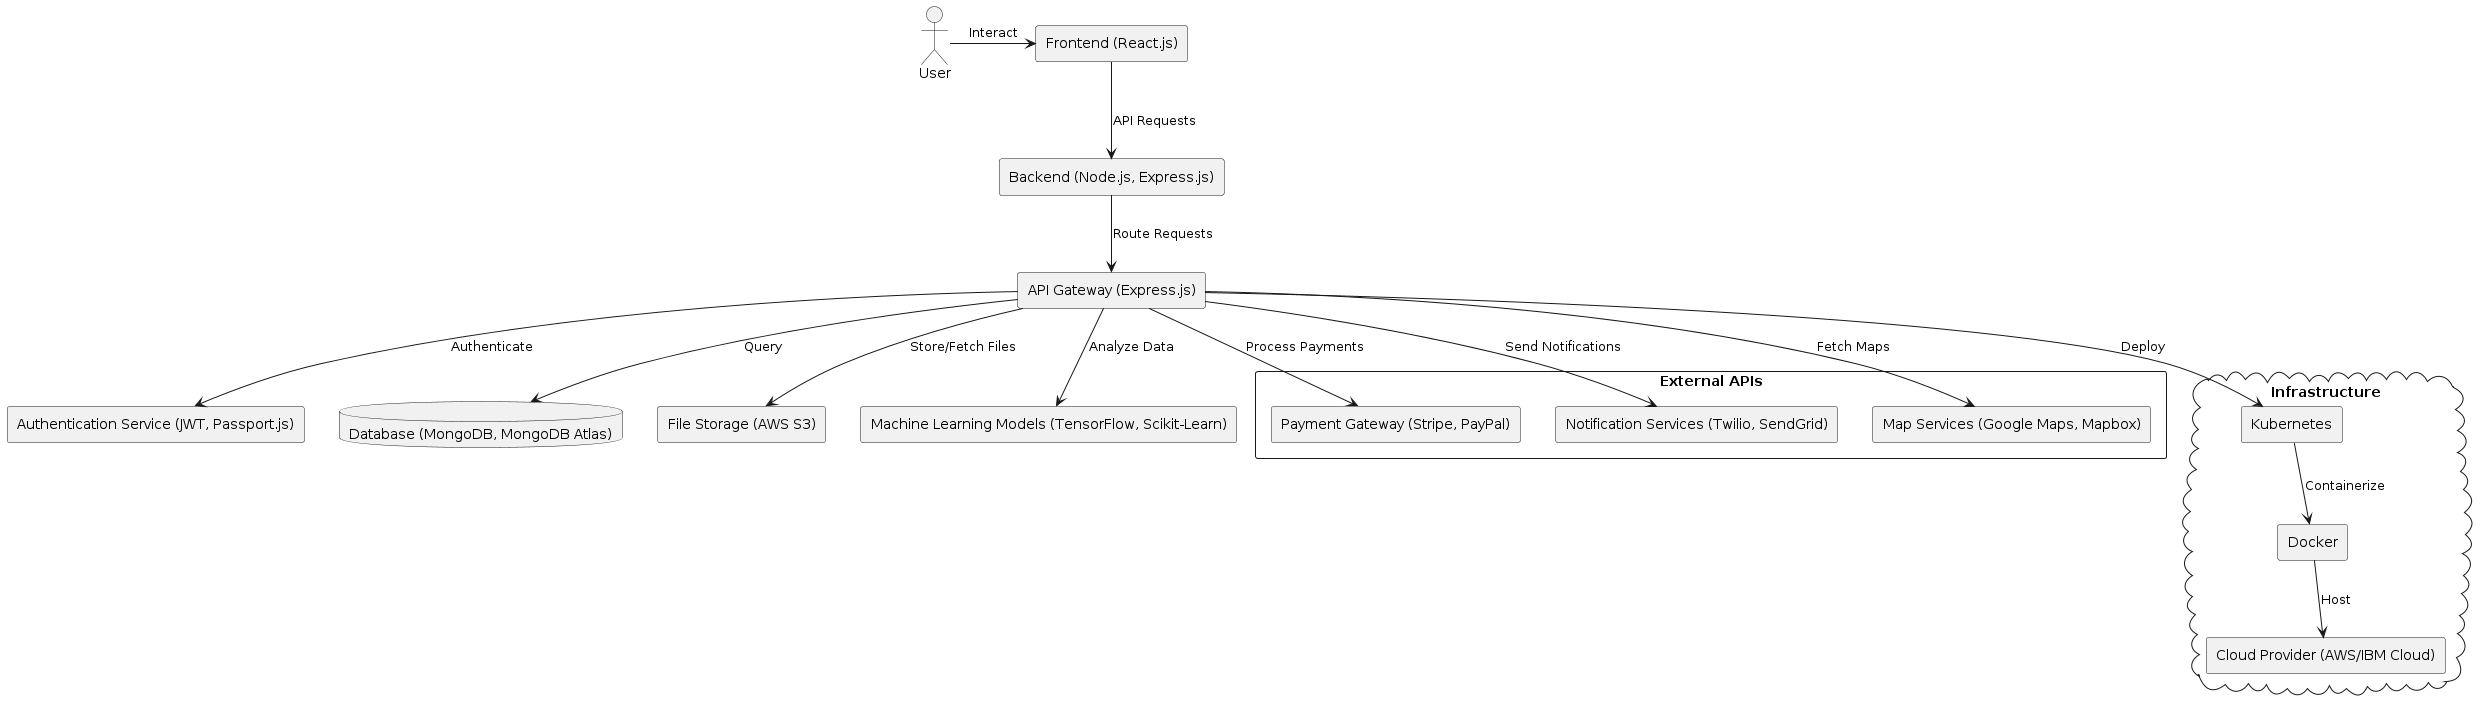 Interact
Frontend (React.js)
User
API Requests
Backend (Node.js, Express.js)
Route Requests
API Gateway (Express.js)
Authenticate
Query
Store/Fetch Files
Analyze Data
Process Payments
Send Notifications
Fetch Maps
Deploy
External APIs
Infrastructure
Authentication Service (JWT, Passport.js)
Database (MongoDB, MongoDB Atlas)
File Storage (AWS S3)
Machine Learning Models (TensorFlow, Scikit-Learn)
Payment Gateway (Stripe, PayPal)
Notification Services (Twilio, SendGrid)
Map Services (Google Maps, Mapbox)
Kubernetes
Containerize
Docker
Host
Cloud Provider (AWS/IBM Cloud)